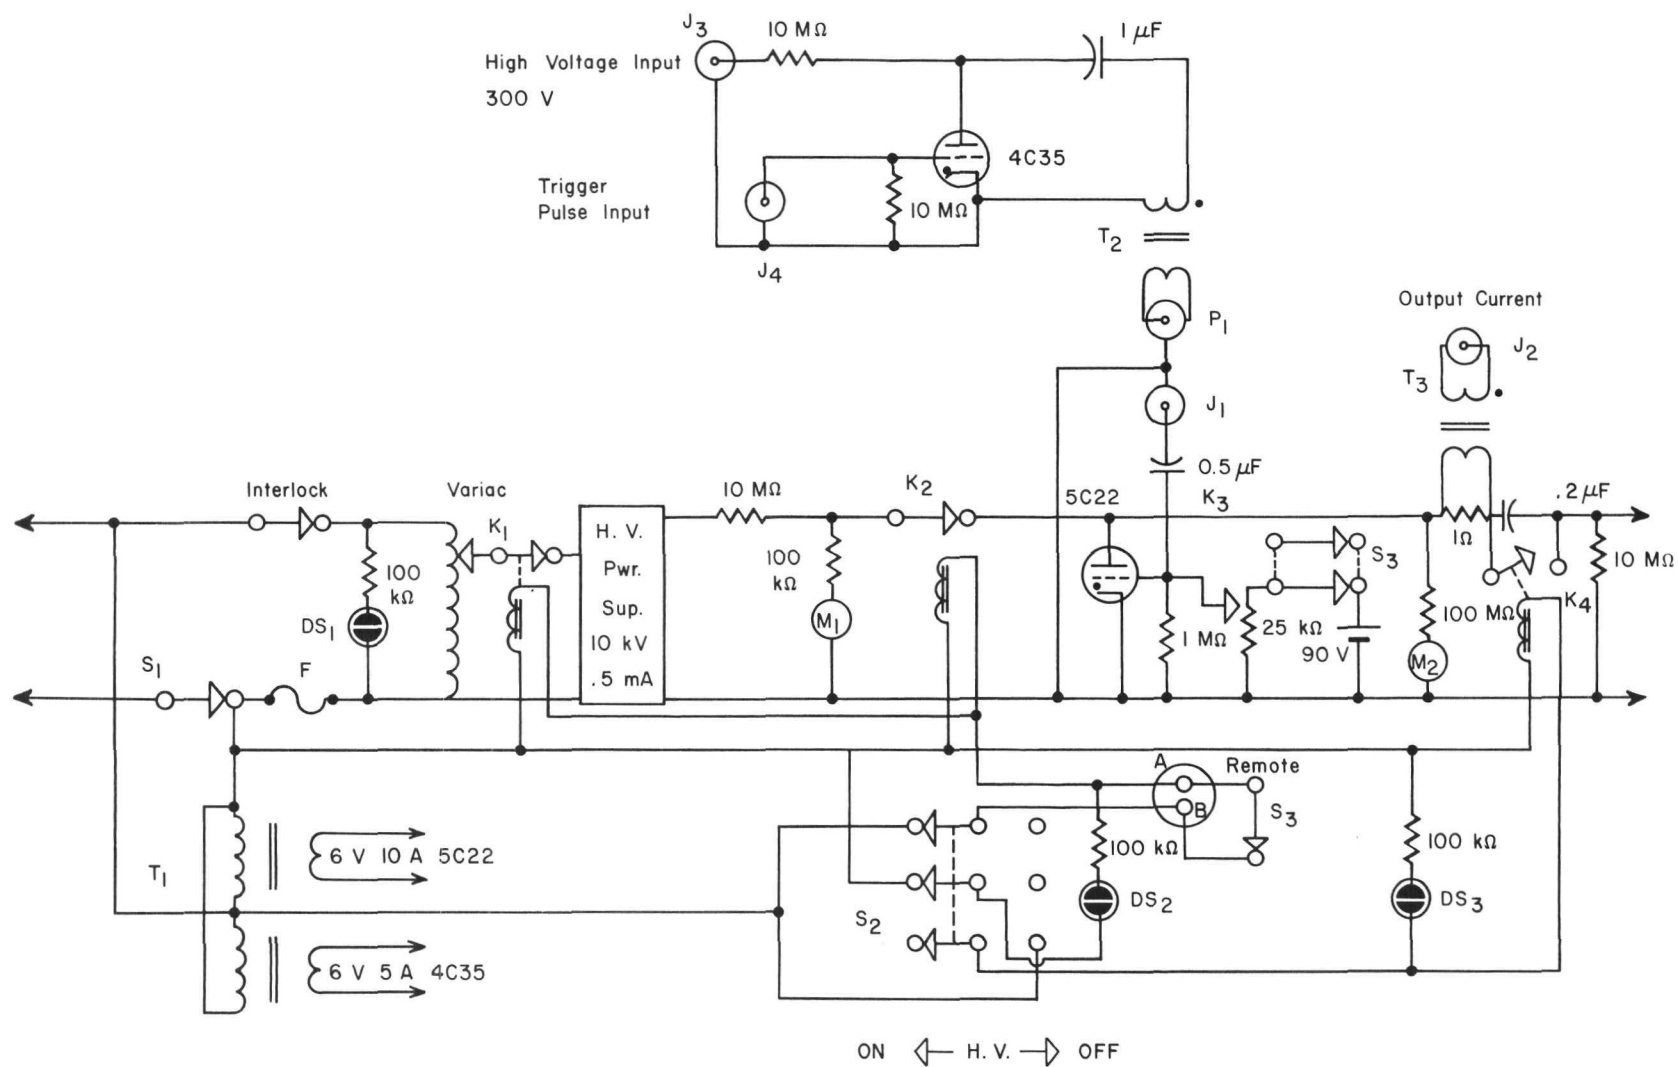 J3
10 MΩ
1 µF
High Voltage Input
300 V
4C35
Trigger
Pulse Input
10 MΩ
J4
T2
P1
Output Current
J2
T3
J1
0.5 µF
Interlock
Variac
K1
10 MΩ
K2
5C22
K3
.2 µF
H. V.
Pwr.
Sup.
10 kV
.5 mA
100
kΩ
DS1
100
kΩ
M1
S3
1Ω
10 MΩ
K4
1 MΩ
25 kΩ
90 V
100 MΩ
M2
S1
F
A
B
Remote
S3
T1
6 V 10 A 5C22
100 kΩ
DS2
100 kΩ
DS3
S2
6 V 5 A 4C35
ON H. V. OFF